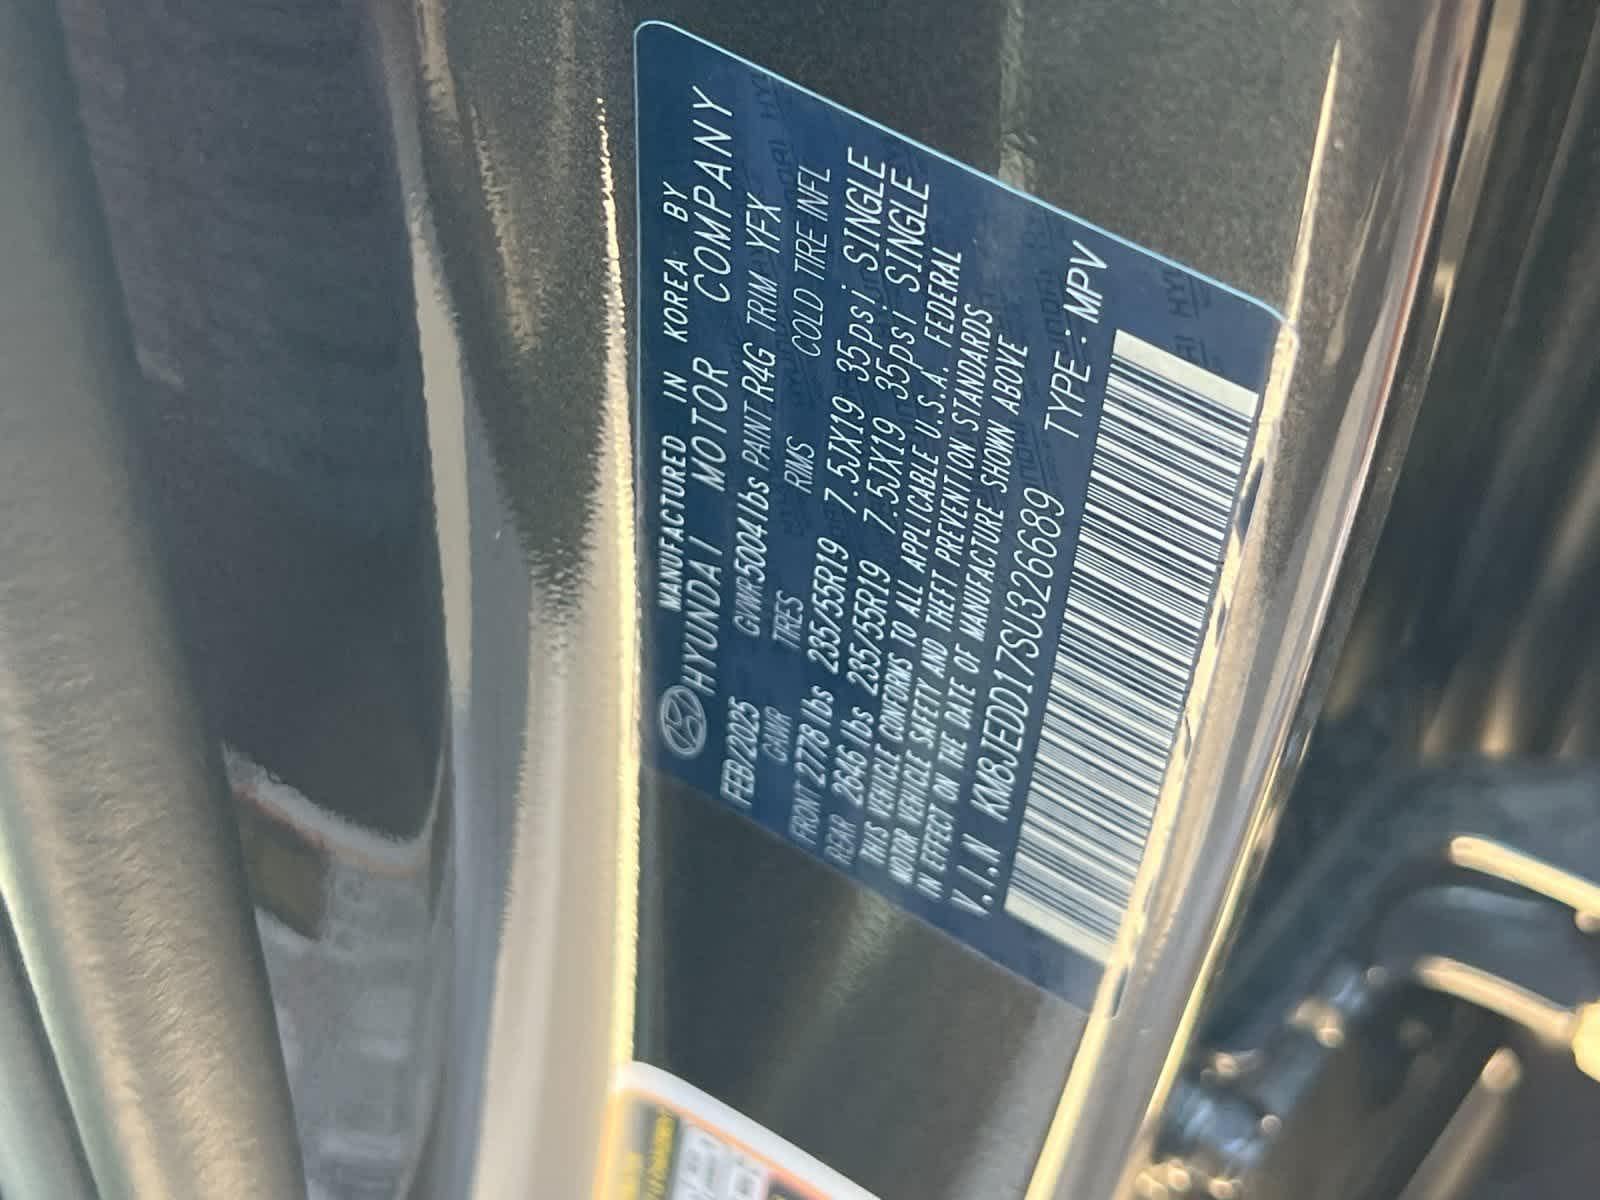 MANUFACTURED IN KOREA BY
HYUNDAI MOTOR COMPANY
FEB/2025 GVWR 5004 lbs PAINT R4G TRIM YFX
GAWR TIRES RIMS COLD TIRE INFL
FRONT 2778 lbs 235/55R19 7.5JX19 35psi SINGLE
REAR 2646 lbs 235/55R19 7.5JX19 35psi SINGLE
THIS VEHICLE CONFORMS TO ALL APPLICABLE U.S.A. FEDERAL
MOTOR VEHICLE SAFETY AND THEFT PREVENTION STANDARDS
IN EFFECT ON THE DATE OF MANUFACTURE SHOWN ABOVE
V.I.N KM8JEDD17SU326689 TYPE : MPV